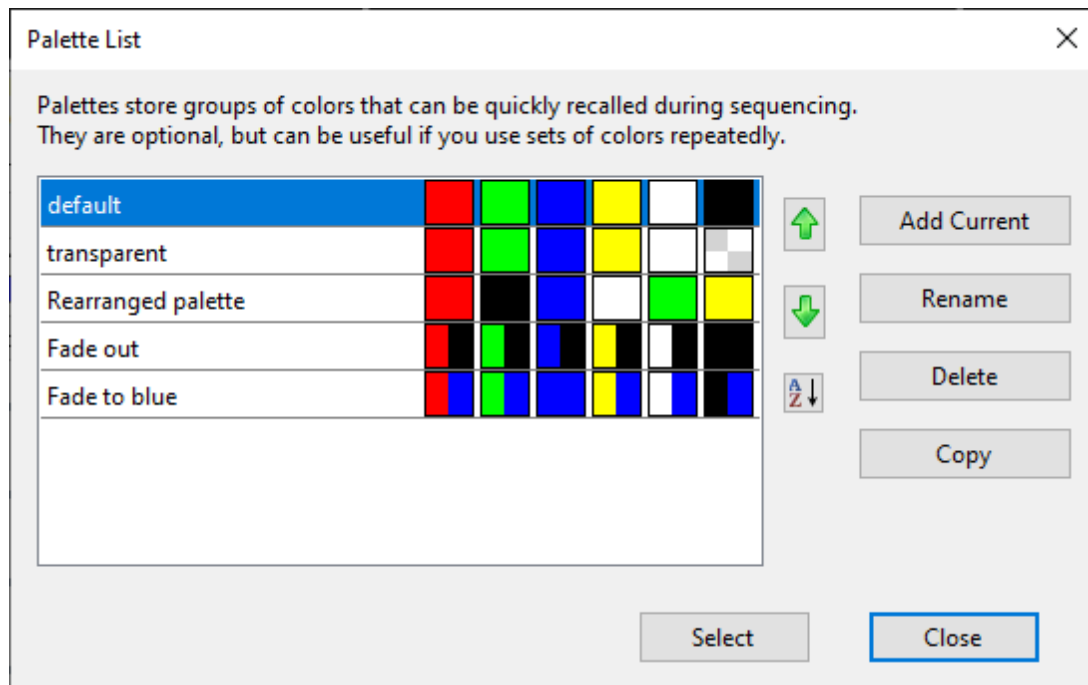 Palette List
Palettes store groups of colors that can be quickly recalled during sequencing.
They are optional, but can be useful if you use sets of colors repeatedly.
default
transparent
Rearranged palette
Fade out
Fade to blue
A
Z
Add Current
Rename
Delete
Copy
Select
Close